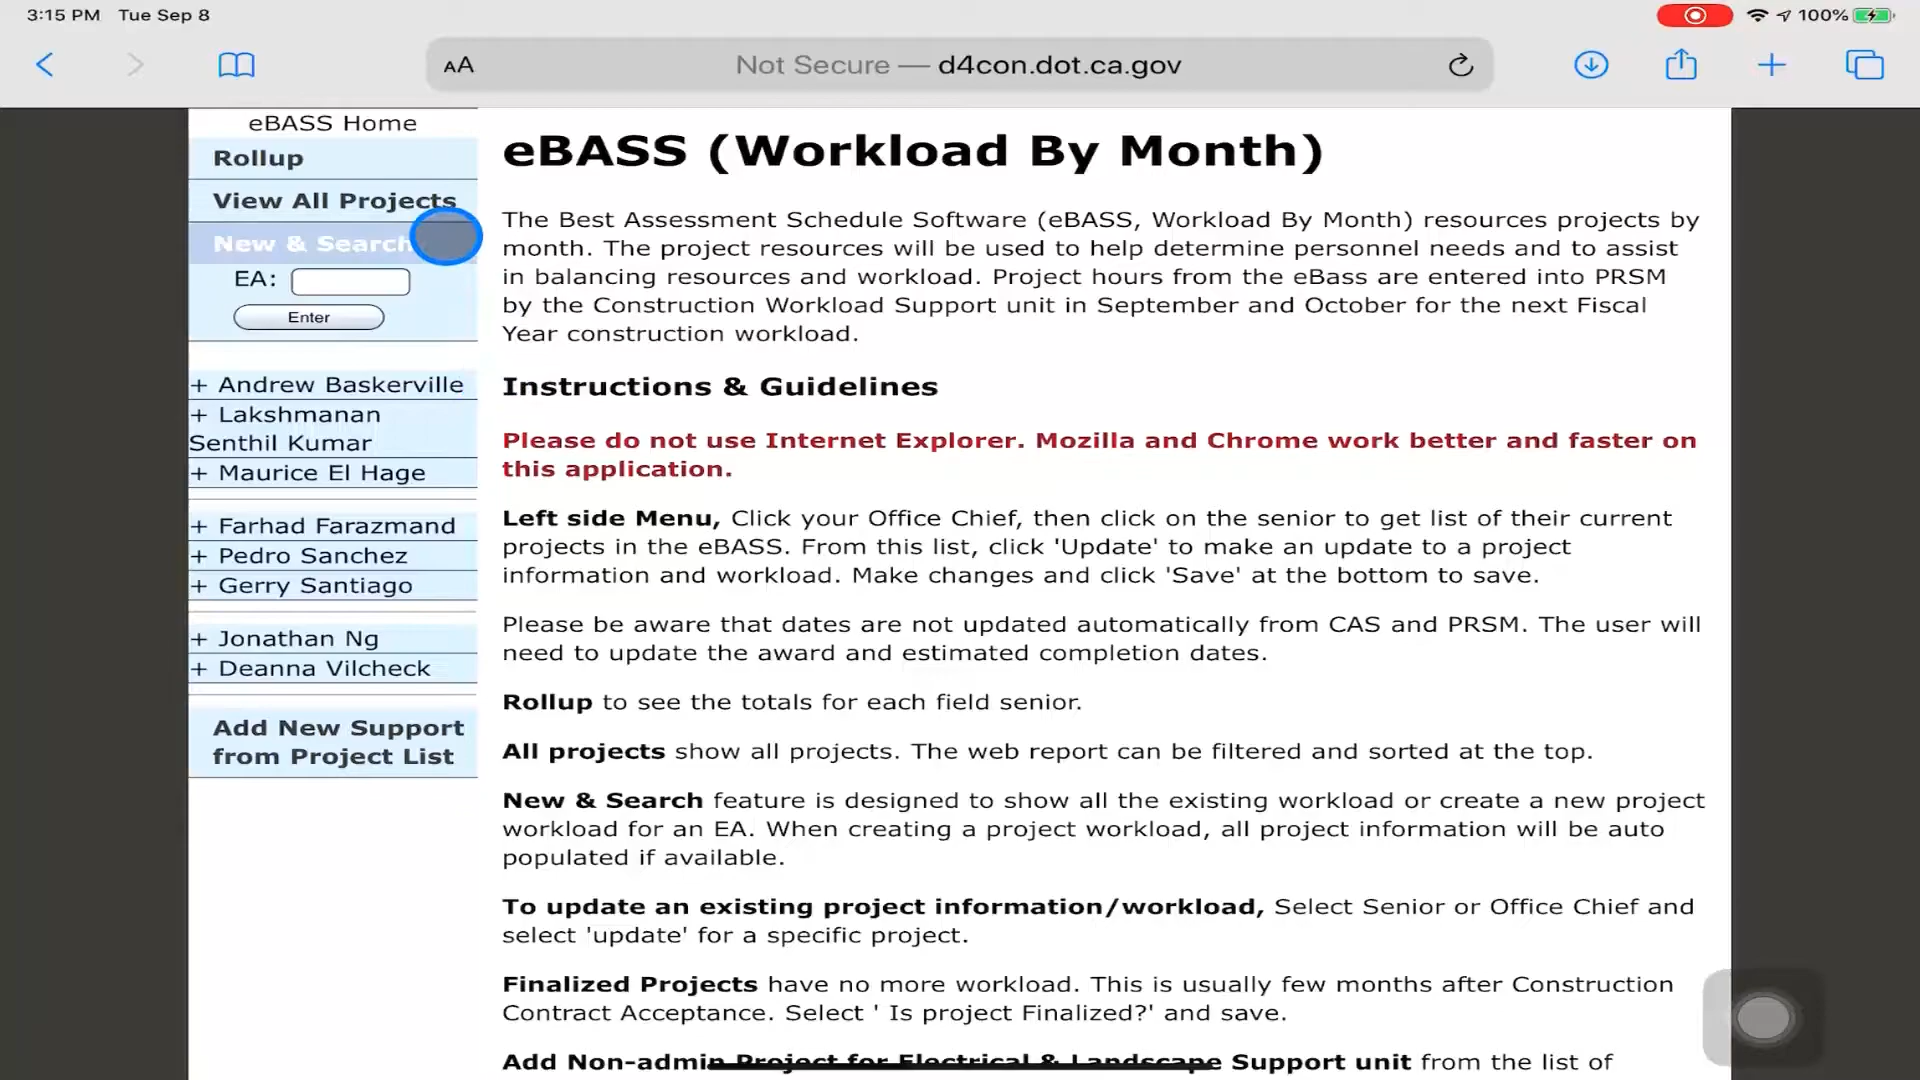 3:15 PM Tue Sep 8
100%
AA
Not Secure — d4con.dot.ca.gov
eBASS Home
Rollup
View All Projects
New & Search
EA:
Enter
+ Andrew Baskerville
+ Lakshmanan
Senthil Kumar
+ Maurice El Hage
+ Farhad Farazmand
+ Pedro Sanchez
+ Gerry Santiago
+ Jonathan Ng
+ Deanna Vilcheck
Add New Support
from Project List
eBASS (Workload By Month)
The Best Assessment Schedule Software (eBASS, Workload By Month) resources projects by
month. The project resources will be used to help determine personnel needs and to assist
in balancing resources and workload. Project hours from the eBass are entered into PRSM
by the Construction Workload Support unit in September and October for the next Fiscal
Year construction workload.
Instructions & Guidelines
Please do not use Internet Explorer. Mozilla and Chrome work better and faster on
this application.
Left side Menu, Click your Office Chief, then click on the senior to get list of their current
projects in the eBASS. From this list, click 'Update' to make an update to a project
information and workload. Make changes and click 'Save' at the bottom to save.
Please be aware that dates are not updated automatically from CAS and PRSM. The user will
need to update the award and estimated completion dates.
Rollup to see the totals for each field senior.
All projects show all projects. The web report can be filtered and sorted at the top.
New & Search feature is designed to show all the existing workload or create a new project
workload for an EA. When creating a project workload, all project information will be auto
populated if available.
To update an existing project information/workload, Select Senior or Office Chief and
select 'update' for a specific project.
Finalized Projects have no more workload. This is usually few months after Construction
Contract Acceptance. Select ' Is project Finalized?' and save.
Add Non-admin Project for Electrical & Landscape Support unit from the list of